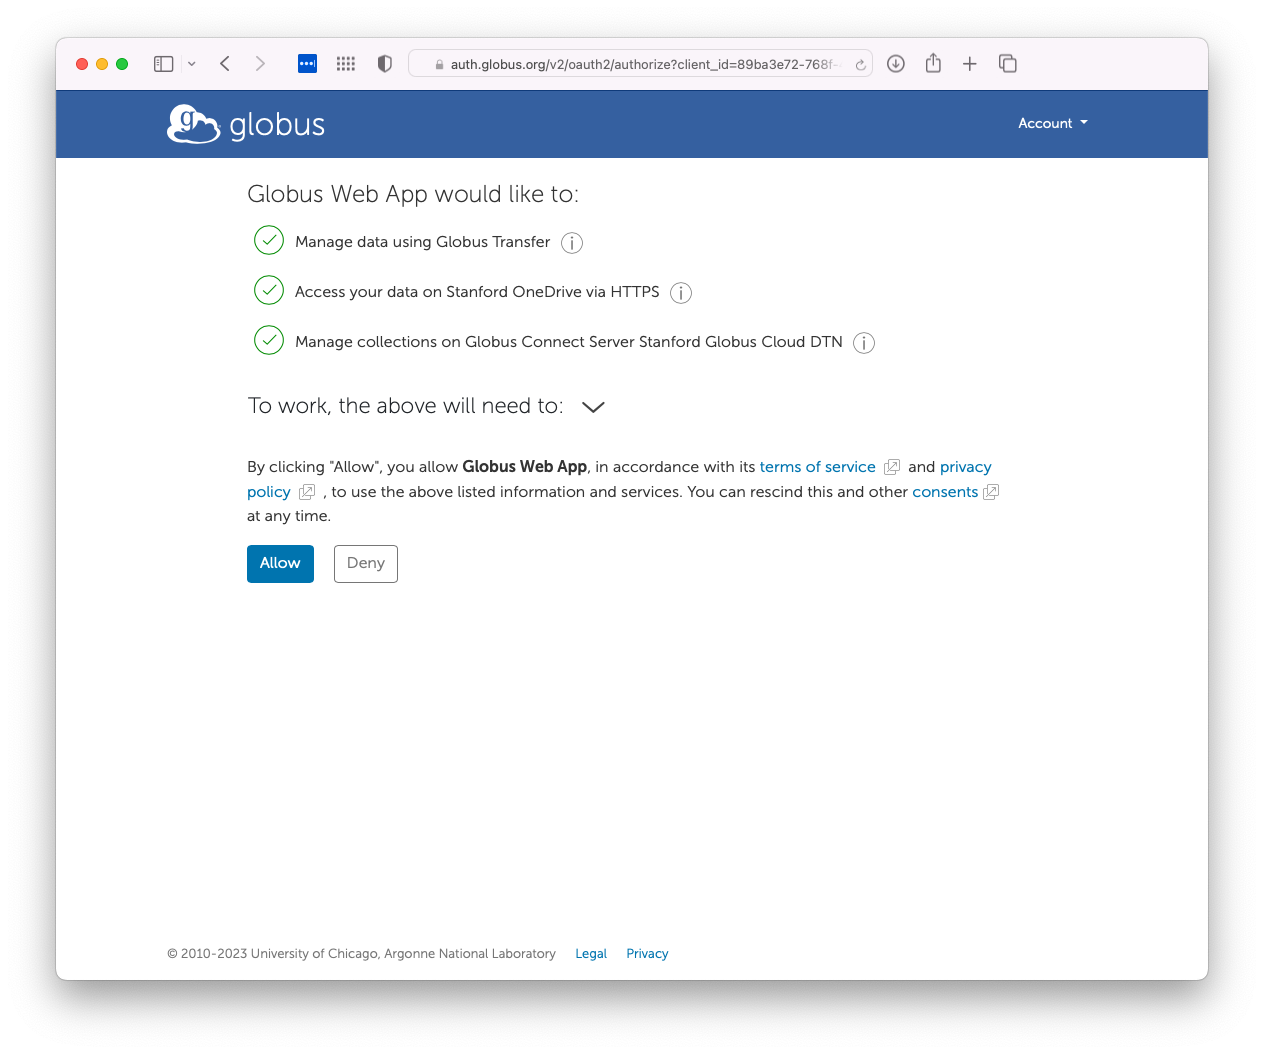 auth.globus.org/v2/oauth2/authorize?client_id=89ba3e72-768f-
globus
Account
Globus Web App would like to:
Manage data using Globus Transfer
Access your data on Stanford OneDrive via HTTPS
Manage collections on Globus Connect Server Stanford Globus Cloud DTN
To work, the above will need to:
By clicking "Allow", you allow Globus Web App, in accordance with its terms of service and privacy
policy , to use the above listed information and services. You can rescind this and other consents
at any time.
Allow Deny
© 2010-2023 University of Chicago, Argonne National Laboratory Legal Privacy